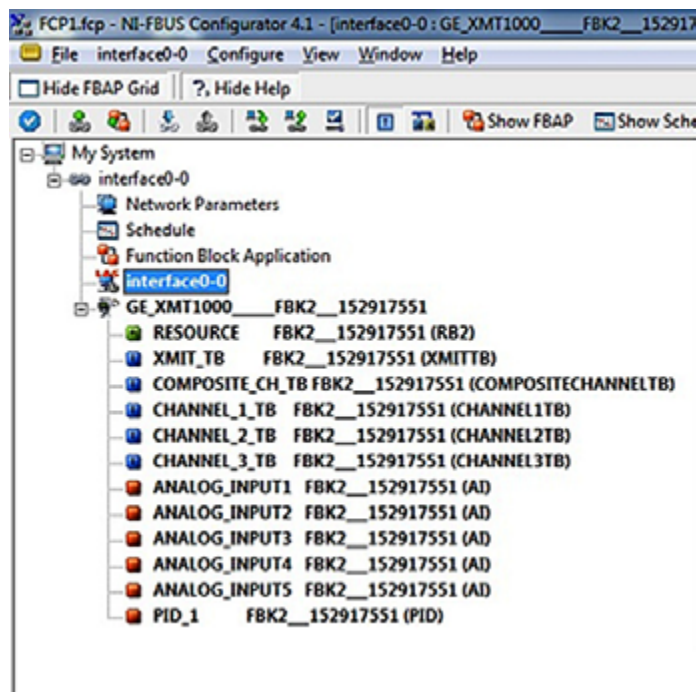 FCP1.fcp - NI-FBUS Configurator 4.1 - [interface0-0 : GE_XMT1000_____FBK2__152917
File interface0-0 Configure View Window Help
Hide FBAP Grid ?, Hide Help
Show FBAP Show Sche
My System
interface0-0
Network Parameters
Schedule
Function Block Application
interface0-0
GE_XMT1000_____FBK2__152917551
RESOURCE FBK2__152917551 (RB2)
XMIT_TB FBK2__152917551 (XMITTB)
COMPOSITE_CH_TB FBK2__152917551 (COMPOSITECHANNELTB)
CHANNEL_1_TB FBK2__152917551 (CHANNEL1TB)
CHANNEL_2_TB FBK2__152917551 (CHANNEL2TB)
CHANNEL_3_TB FBK2__152917551 (CHANNEL3TB)
ANALOG_INPUT1 FBK2__152917551 (AI)
ANALOG_INPUT2 FBK2__152917551 (AI)
ANALOG_INPUT3 FBK2__152917551 (AI)
ANALOG_INPUT4 FBK2__152917551 (AI)
ANALOG_INPUT5 FBK2__152917551 (AI)
PID_1 FBK2__152917551 (PID)